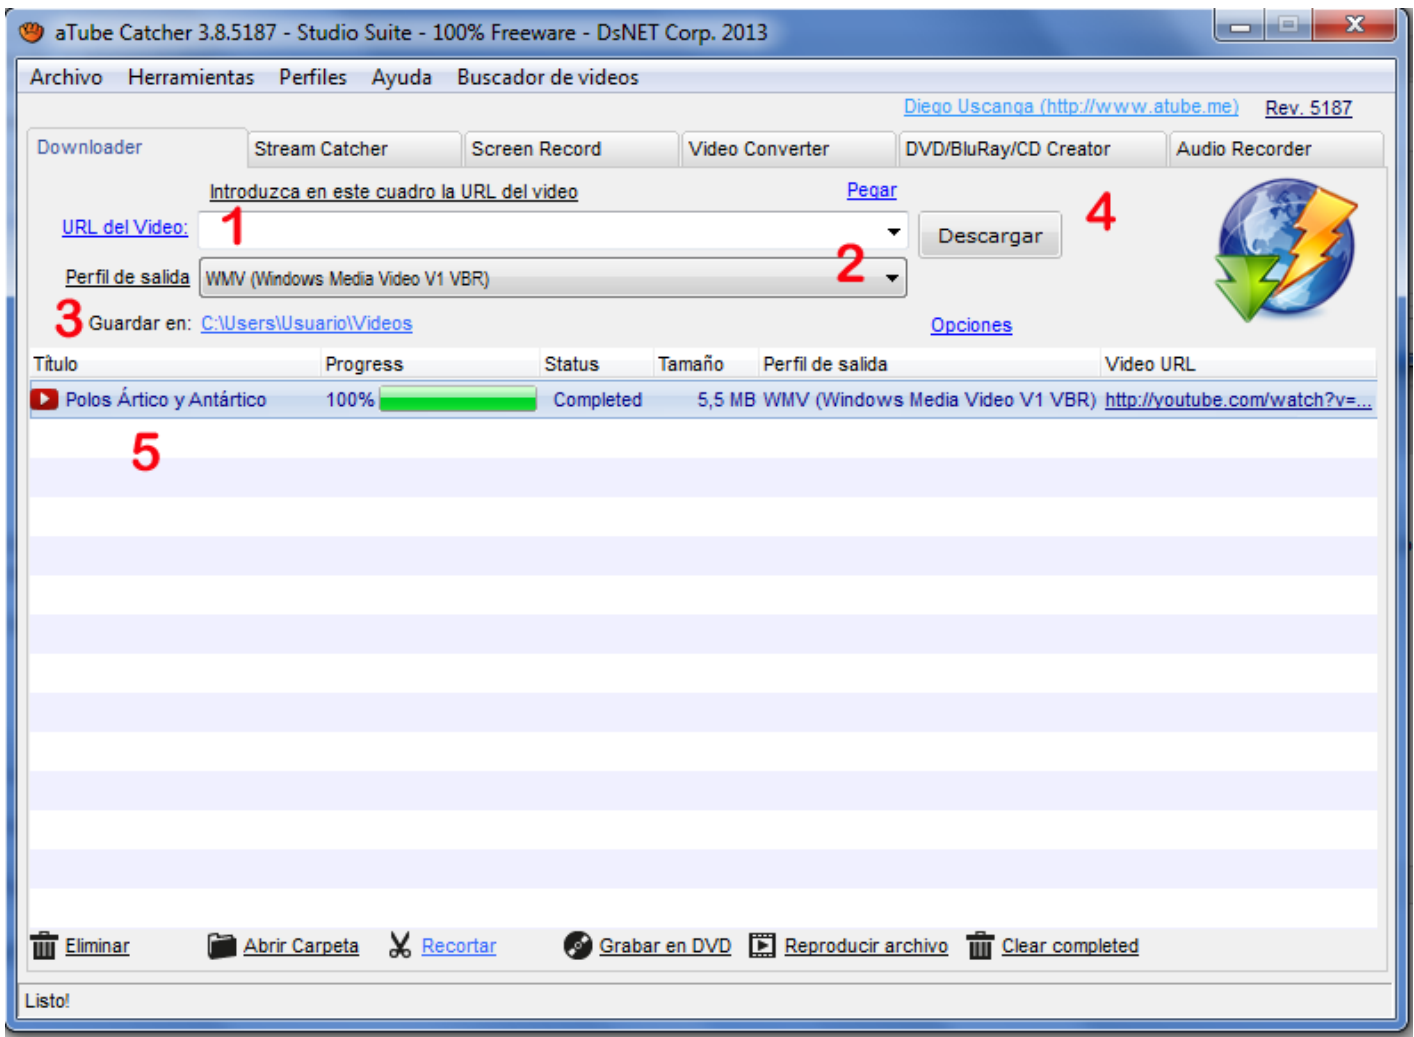 aTube Catcher 3.8.5187 - Studio Suite - 100% Freeware - DsNET Corp. 2013
Archivo Herramientas Perfiles Ayuda Buscador de videos
Diego Uscanga (http://www.atube.me) Rev. 5187
Downloader Stream Catcher Screen Record Video Converter DVD/BluRay/CD Creator Audio Recorder
Introduzca en este cuadro la URL del video Pegar
URL del Video: 1 Descargar 4
Perfil de salida WMV (Windows Media Video V1 VBR) 2
3 Guardar en: C:\Users\Usuario\Videos Opciones
Título Progress Status Tamaño Perfil de salida Video URL
Polos Ártico y Antártico 100% Completed 5,5 MB WMV (Windows Media Video V1 VBR) http://youtube.com/watch?v=...
5
Eliminar Abrir Carpeta Recortar Grabar en DVD Reproducir archivo Clear completed
Listo!